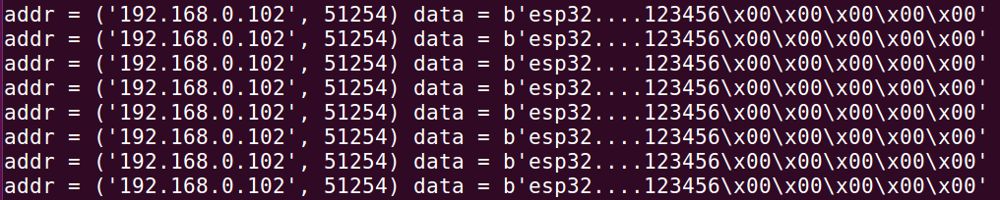 addr = ('192.168.0.102', 51254) data = b'esp32....123456\x00\x00\x00\x00\x00'
addr = ('192.168.0.102', 51254) data = b'esp32....123456\x00\x00\x00\x00\x00'
addr = ('192.168.0.102', 51254) data = b'esp32....123456\x00\x00\x00\x00\x00'
addr = ('192.168.0.102', 51254) data = b'esp32....123456\x00\x00\x00\x00\x00'
addr = ('192.168.0.102', 51254) data = b'esp32....123456\x00\x00\x00\x00\x00'
addr = ('192.168.0.102', 51254) data = b'esp32....123456\x00\x00\x00\x00\x00'
addr = ('192.168.0.102', 51254) data = b'esp32....123456\x00\x00\x00\x00\x00'
addr = ('192.168.0.102', 51254) data = b'esp32....123456\x00\x00\x00\x00\x00'